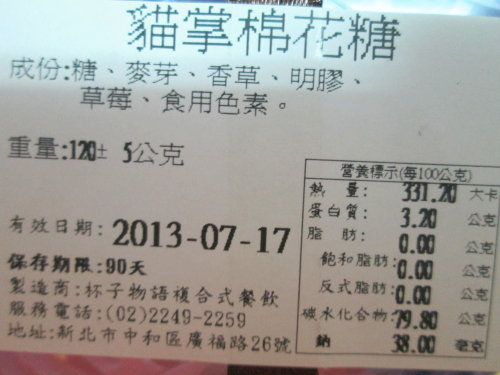 貓掌棉花糖
成份:糖、麥芽、香草、明膠、
草莓、食用色素。
重量:120± 5公克
有效日期:2013-07-17
保存期限:90天
製造商:杯子物語複合式餐飲
服務電話:(02)2249-2259
地址:新北市中和區廣福路26號
營養標示(每100公克)
熱 量: 331.20 大卡
蛋白質: 3.20 公克
脂 肪: 0.00 公克
飽和脂肪: 0.00 公克
反式脂肪: 0.00 公克
碳水化合物: 79.80 公克
鈉 38.00 毫克